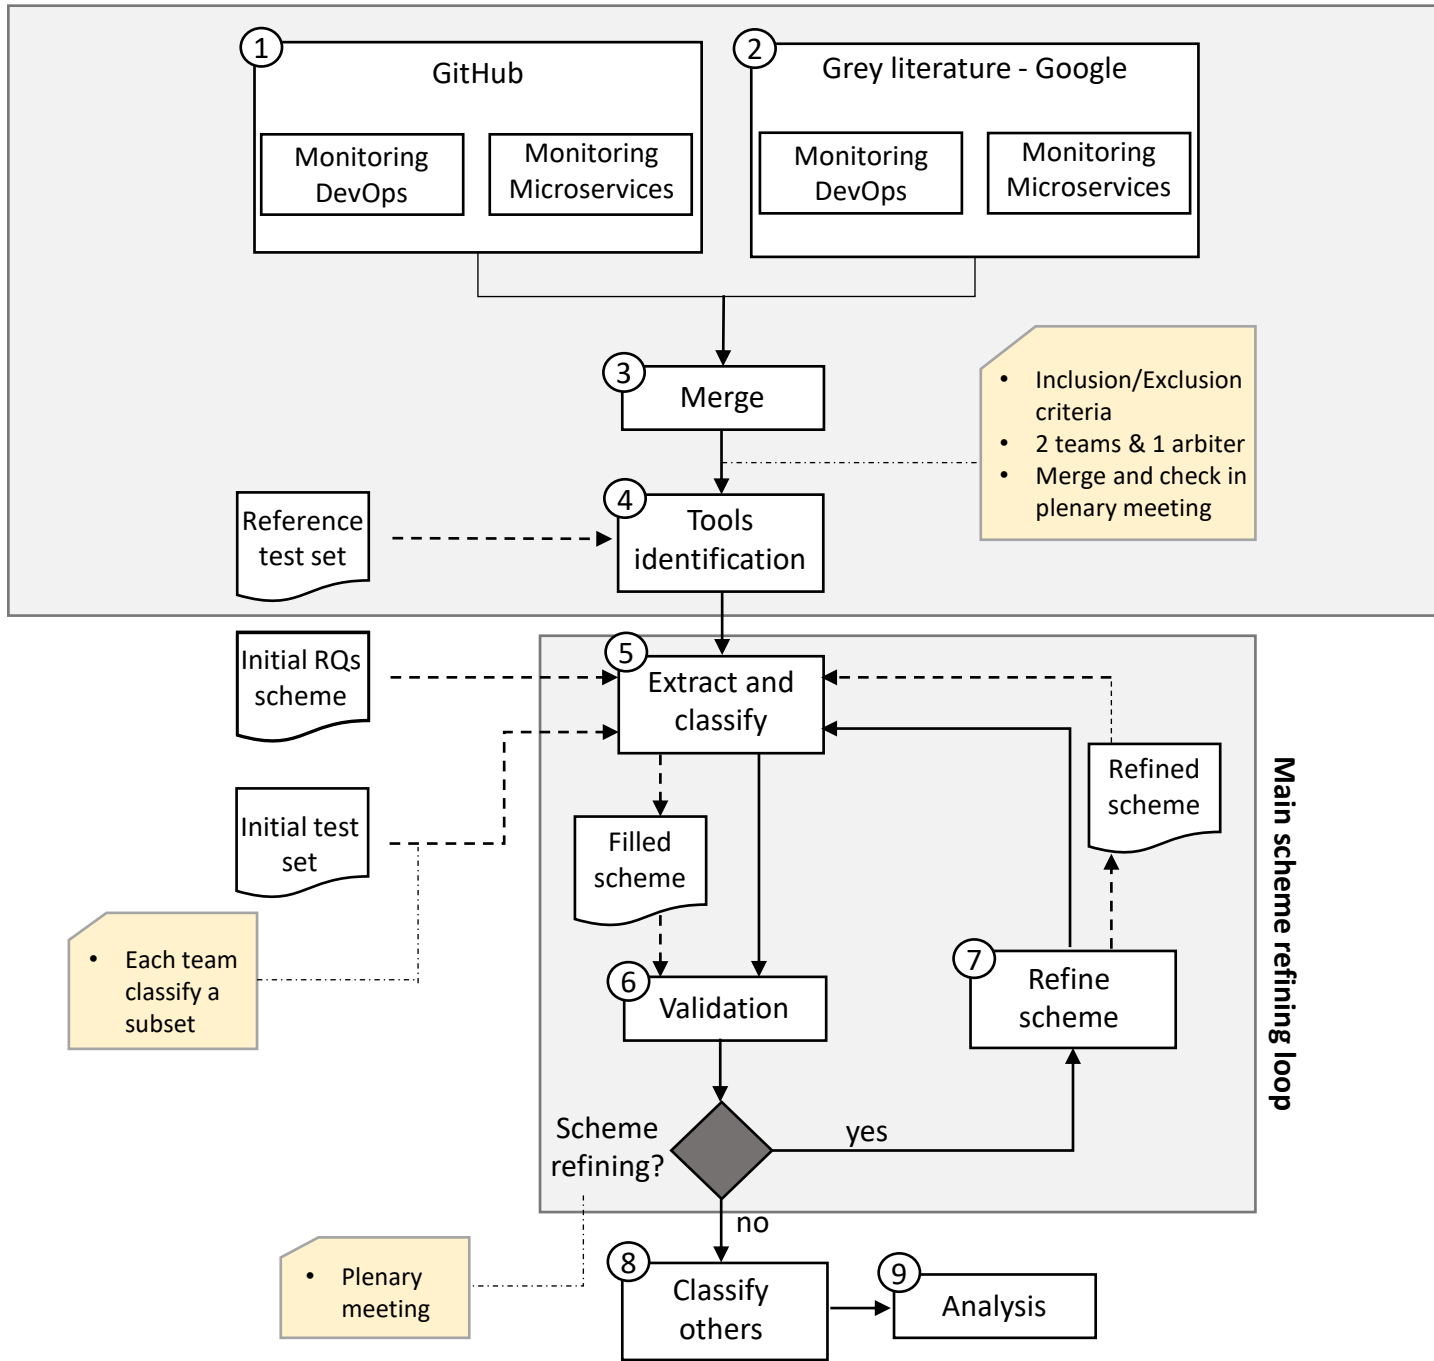 1
GitHub
Monitoring
DevOps
Monitoring
Microservices
2
Grey literature - Google
Monitoring
DevOps
Monitoring
Microservices
3
Merge
• Inclusion/Exclusion
criteria
• 2 teams & 1 arbiter
• Merge and check in
plenary meeting
Reference
test set
4
Tools
identification
Initial RQs
scheme
5
Extract and
classify
Initial test
set
Refined
scheme
Filled
scheme
• Each team
classify a
subset
6
Validation
7
Refine
scheme
Main scheme refining loop
Scheme
refining?
yes
no
• Plenary
meeting
8
Classify
others
9
Analysis